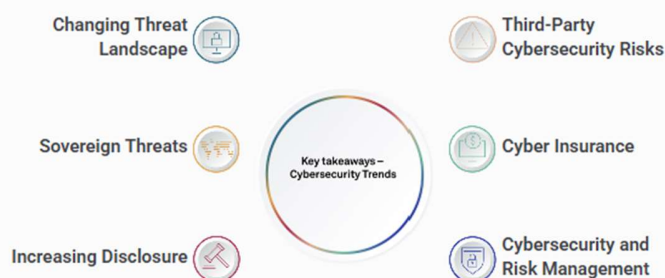 Changing Threat
Landscape
Third-Party
Cybersecurity Risks
Sovereign Threats
Key takeaways –
Cybersecurity Trends
Cyber Insurance
Increasing Disclosure
Cybersecurity and
Risk Management